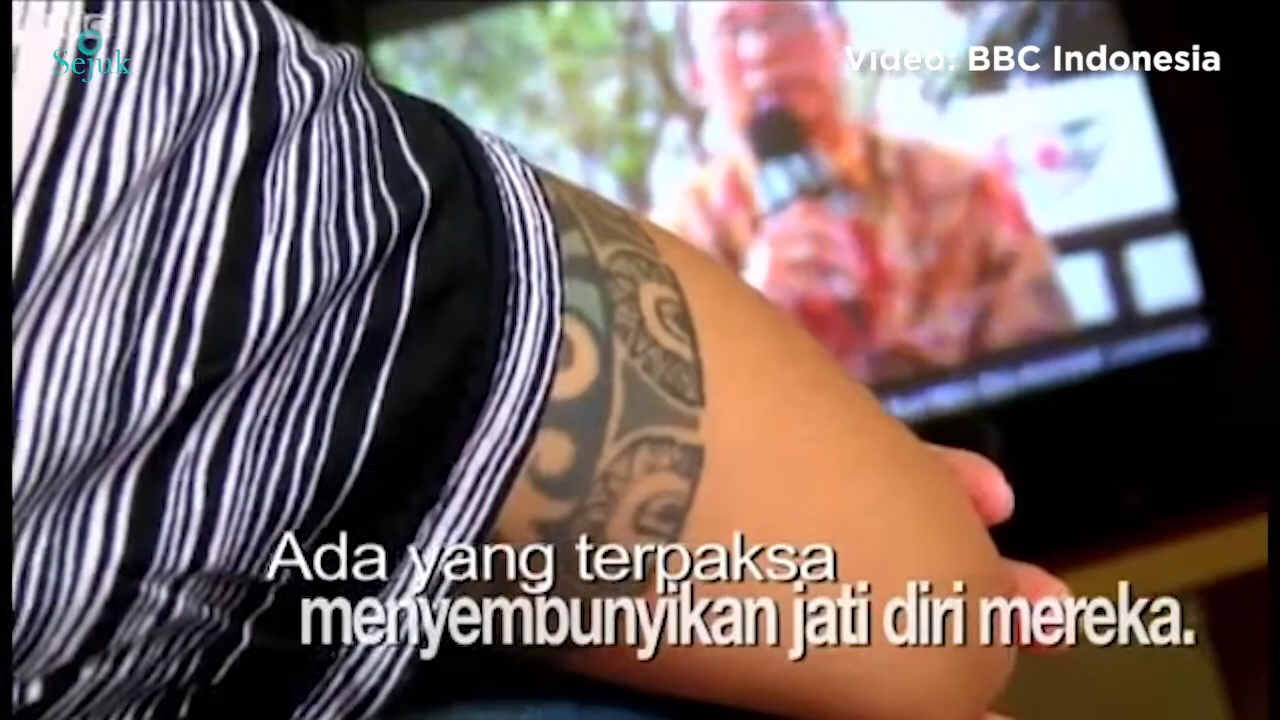 Sejuk
Video: BBC Indonesia
Ada yang terpaksa
menyembunyikan jati diri mereka.